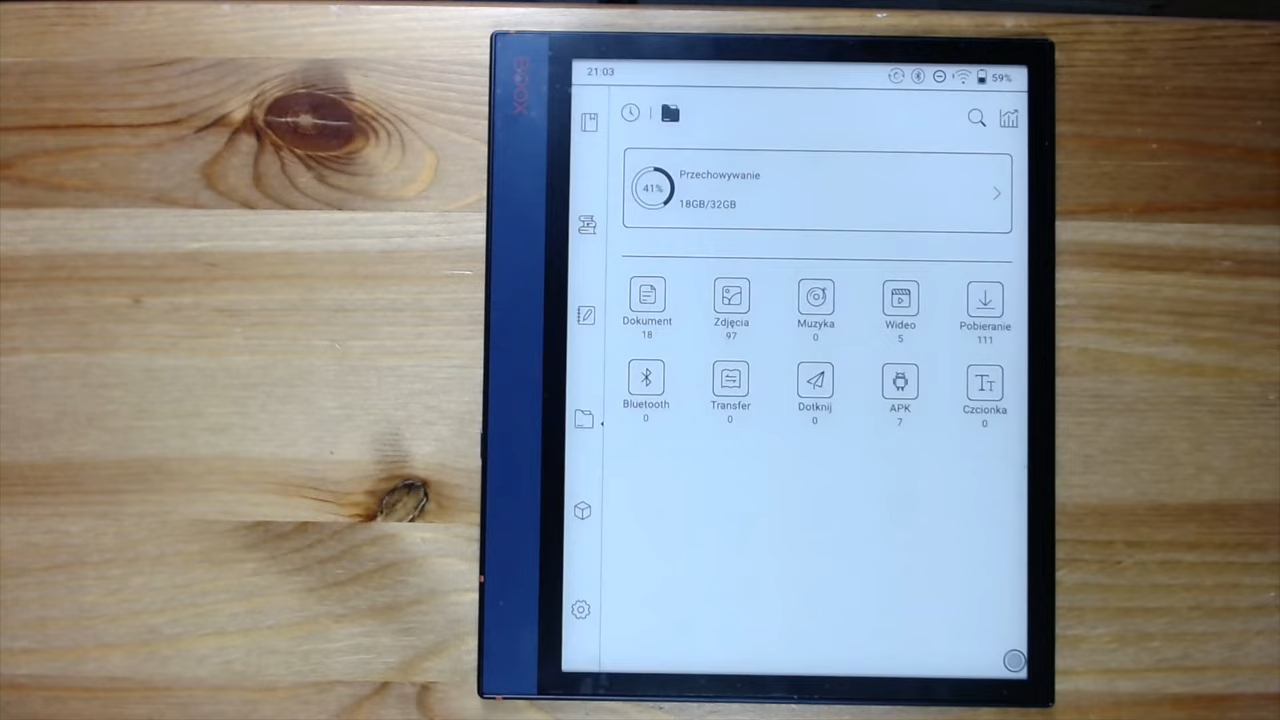 BOOX
21:03
59%
41%
Przechowywanie
18GB/32GB
Dokument
18
Zdjęcia
97
Muzyka
0
Wideo
5
Pobieranie
111
Bluetooth
0
Transfer
0
Dotknij
0
APK
7
Czcionka
0